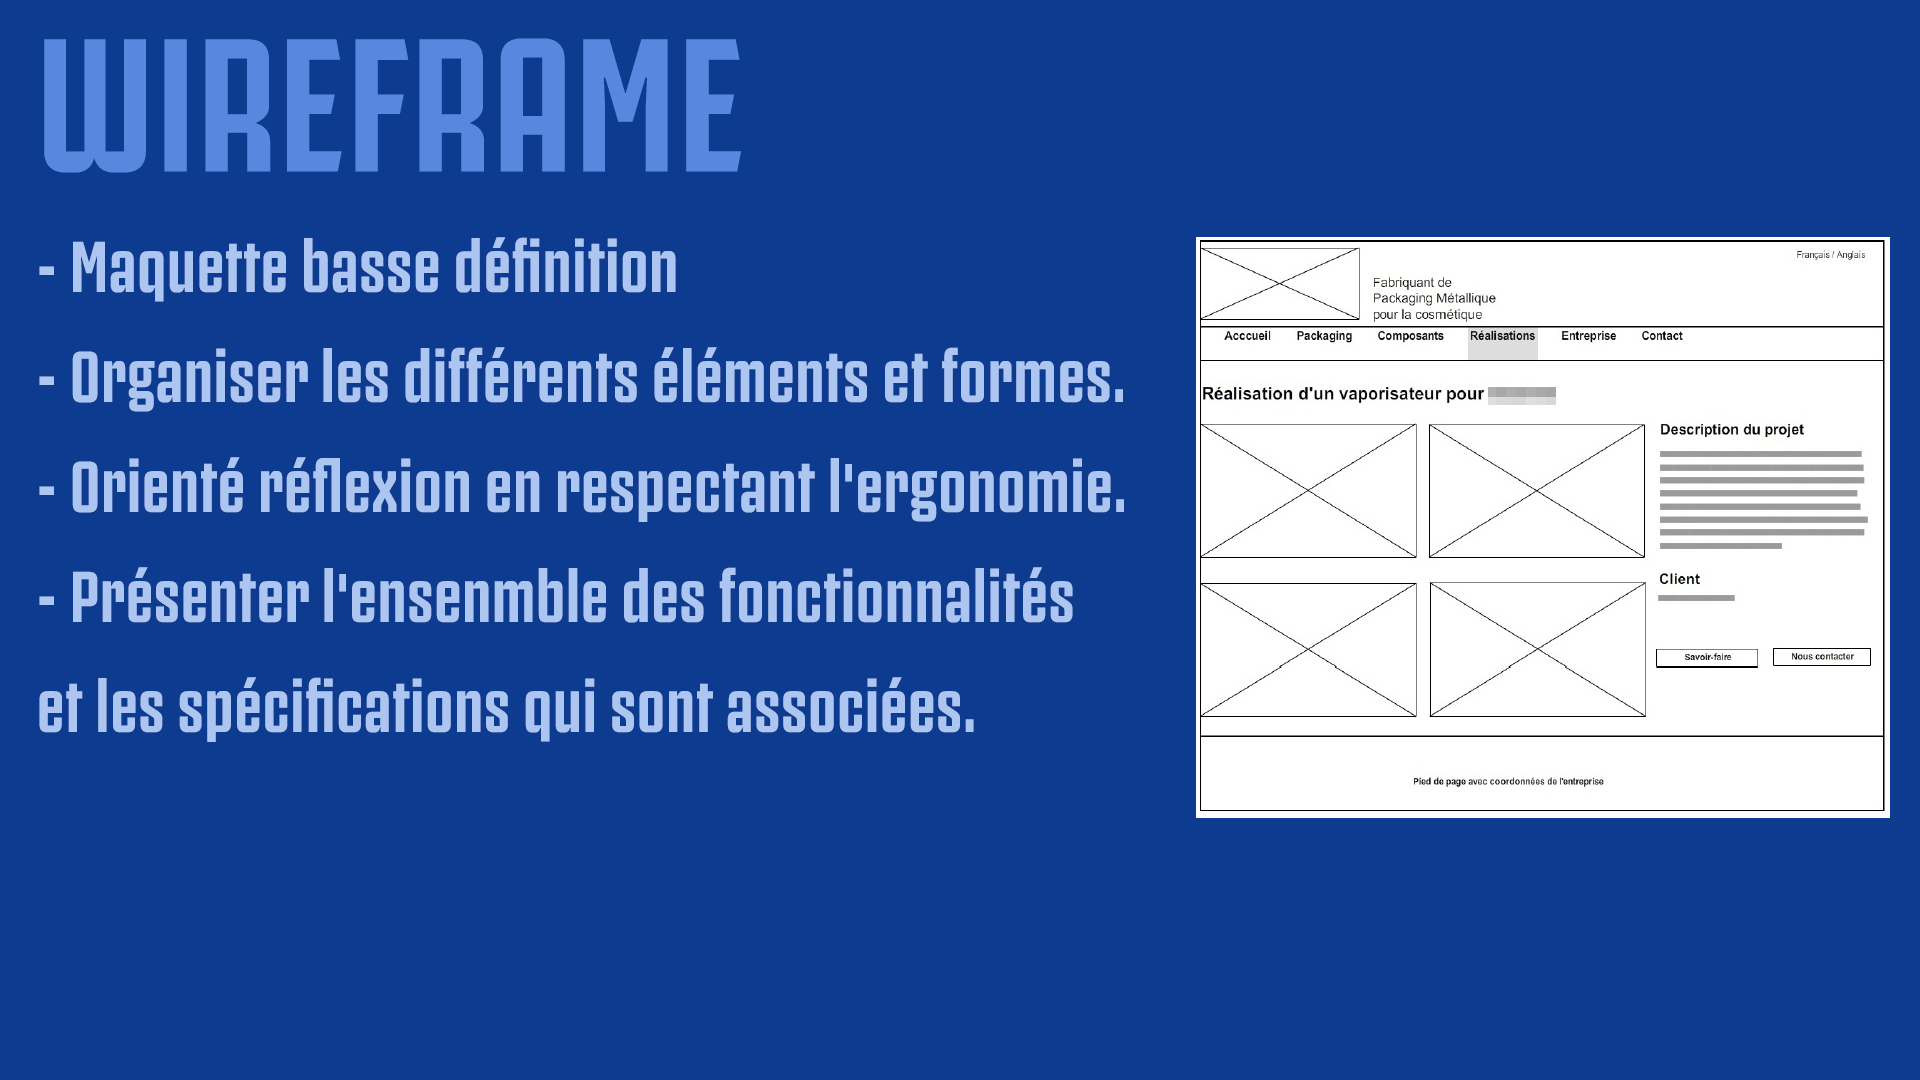 WIREFRAME
- Maquette basse définition
- Organiser les différents éléments et formes.
- Orienté réflexion en respectant l'ergonomie.
- Présenter l'ensenmble des fonctionnalités
et les spécifications qui sont associées.
Français / Anglais
Fabriquant de
Packaging Métallique
pour la cosmétique
Acccueil Packaging Composants Réalisations Entreprise Contact
Réalisation d'un vaporisateur pour
Description du projet
Client
Savoir-faire Nous contacter
Pied de page avec coordonnées de l'entreprise